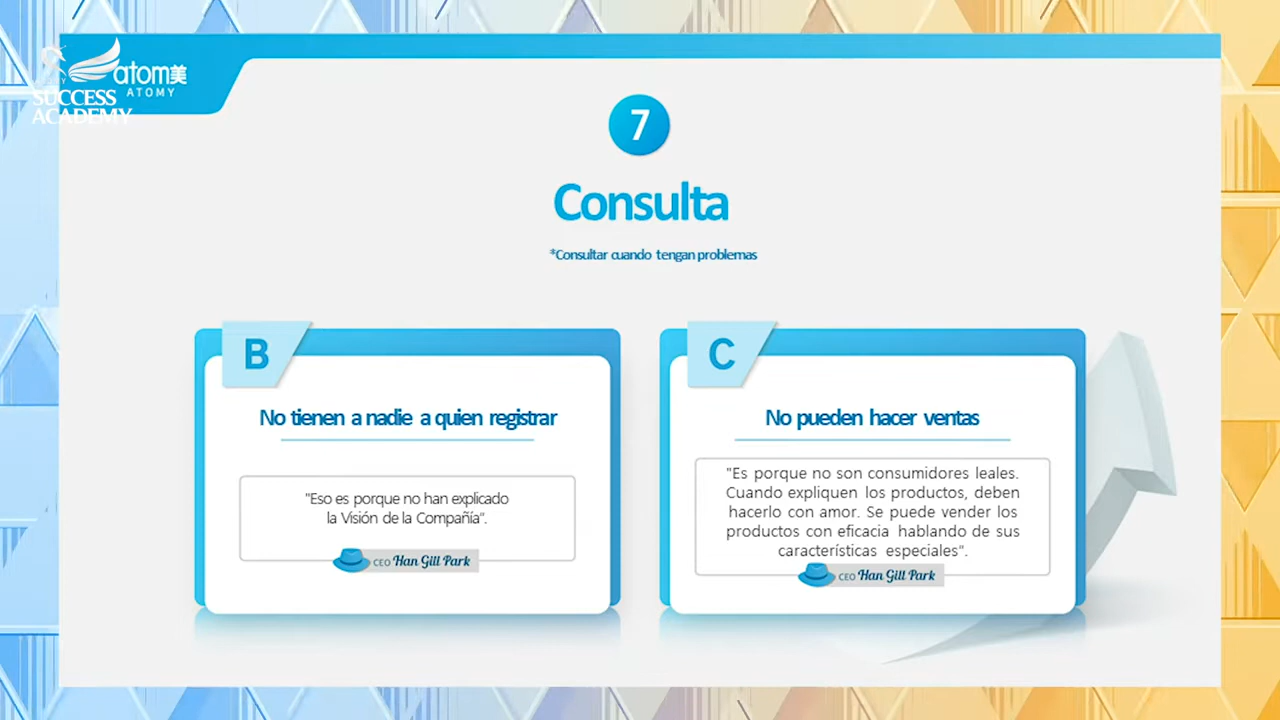 atom美
ATOMY
SUCCESS
ACADEMY
7
Consulta
*Consultar cuando tengan problemas
B
No tienen a nadie a quien registrar
"Eso es porque no han explicado
la Visión de la Compañía".
CEO Han Gill Park
C
No pueden hacer ventas
"Es porque no son consumidores leales.
Cuando expliquen los productos, deben
hacerlo con amor. Se puede vender los
productos con eficacia hablando de sus
características especiales".
CEO Han Gill Park